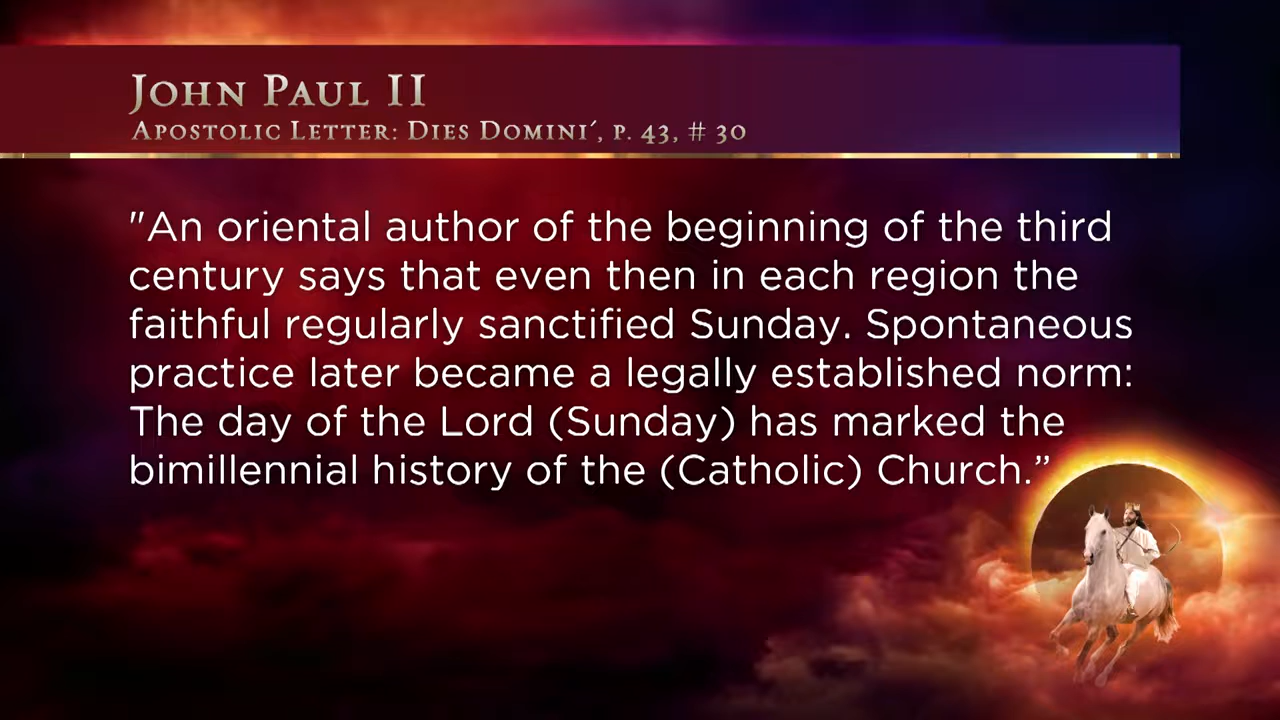 John Paul II
Apostolic Letter: Dies Domini´, p. 43, # 30
"An oriental author of the beginning of the third
century says that even then in each region the
faithful regularly sanctified Sunday. Spontaneous
practice later became a legally established norm:
The day of the Lord (Sunday) has marked the
bimillennial history of the (Catholic) Church.”